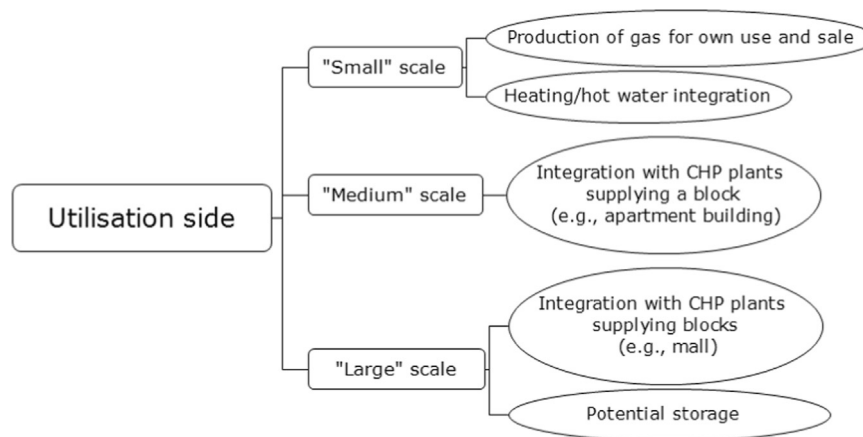 Utilisation side
"Small" scale
Production of gas for own use and sale
Heating/hot water integration
"Medium" scale
Integration with CHP plants
supplying a block
(e.g., apartment building)
"Large" scale
Integration with CHP plants
supplying blocks
(e.g., mall)
Potential storage